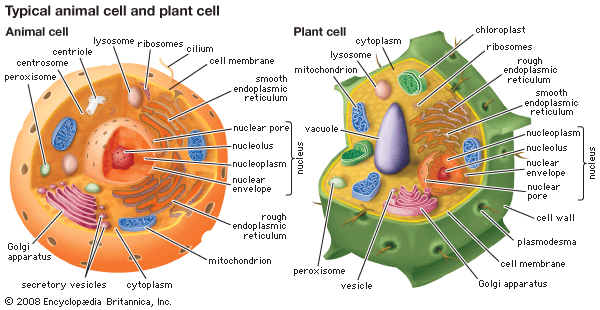 Typical animal cell and plant cell
Animal cell
lysosome
ribosomes
centriole
cilium
centrosome
cell membrane
peroxisome
smooth
endoplasmic
reticulum
nuclear pore
nucleolus
nucleoplasm
nuclear
envelope
nucleus
rough
endoplasmic
reticulum
Golgi
apparatus
mitochondrion
secretory vesicles
cytoplasm
Plant cell
chloroplast
cytoplasm
ribosomes
lysosome
mitochondrion
rough
endoplasmic
reticulum
smooth
endoplasmic
reticulum
vacuole
nucleoplasm
nucleolus
nuclear
envelope
nuclear
pore
nucleus
cell wall
plasmodesma
cell membrane
peroxisome
vesicle
Golgi apparatus
© 2008 Encyclopædia Britannica, Inc.